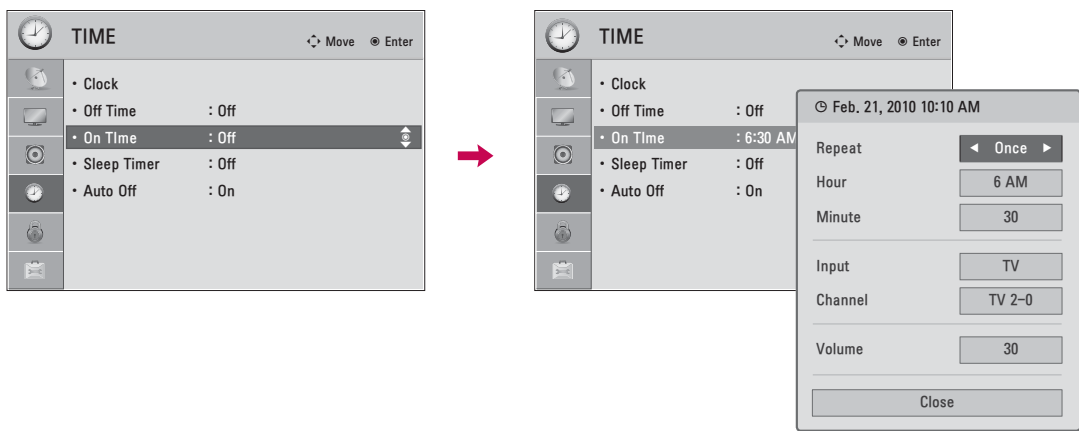 TIME
Move Enter
• Clock
• Off Time : Off
• On TIme : Off
• Sleep Timer : Off
• Auto Off : On
TIME
Move Enter
• Clock
• Off Time : Off
• On TIme : 6:30 AM
• Sleep Timer : Off
• Auto Off : On
Feb. 21, 2010 10:10 AM
Repeat ◄ Once ►
Hour 6 AM
Minute 30
Input TV
Channel TV 2-0
Volume 30
Close